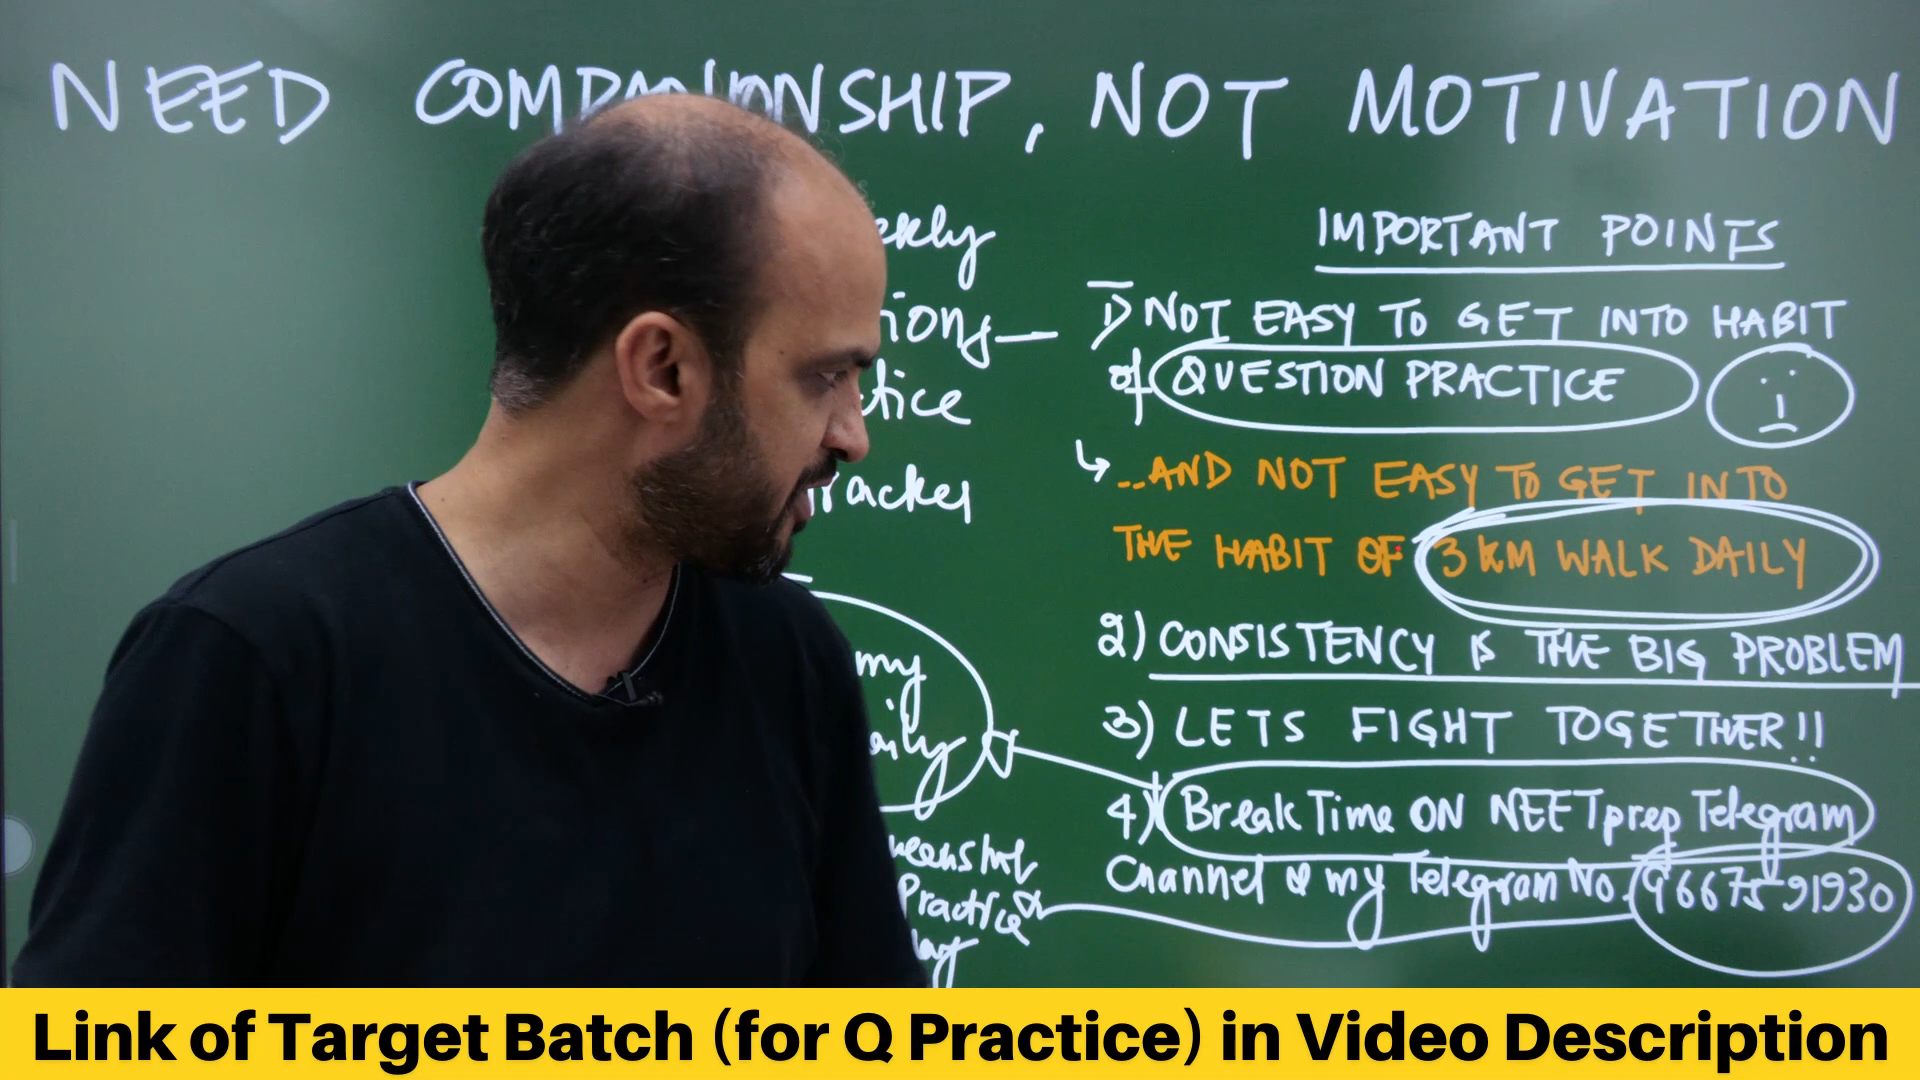 NEED COMPANIONSHIP, NOT MOTIVATION
IMPORTANT POINTS
1) NOT EASY TO GET INTO HABIT
of QUESTION PRACTICE
..AND NOT EASY TO GET INTO
THE HABIT OF 3 KM WALK DAILY
2) CONSISTENCY IS THE BIG PROBLEM
3) LETS FIGHT TOGETHER!!
4) Break Time ON NEETprep Telegram
Channel & my Telegram No. 9667591930
my
Practice
Link of Target Batch (for Q Practice) in Video Description